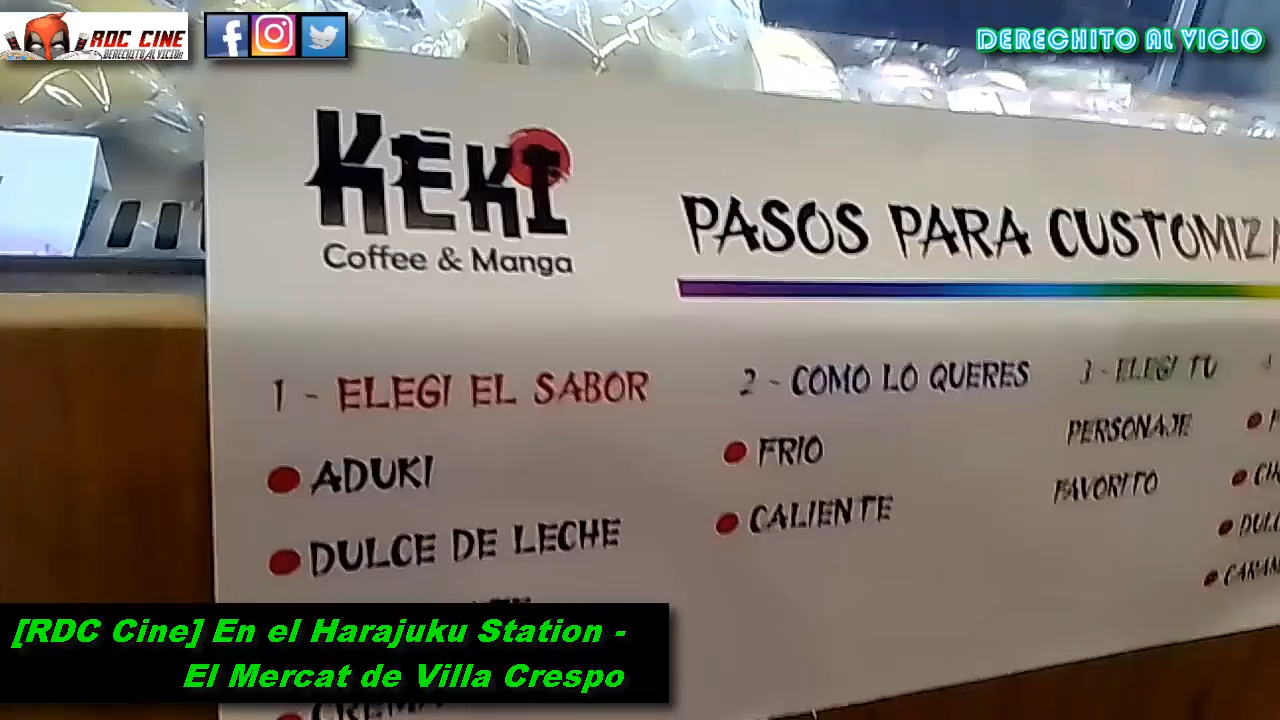 RDC CINE
DERECHITO AL VICIO!
DERECHITO AL VICIO
KEKI
Coffee & Manga
PASOS PARA CUSTOMIZA
1 - ELEGI EL SABOR
ADUKI
DULCE DE LECHE
2 - COMO LO QUERES
FRIO
CALIENTE
3 - ELEGI TU
PERSONAJE
FAVORITO
[RDC Cine] En el Harajuku Station -
El Mercat de Villa Crespo